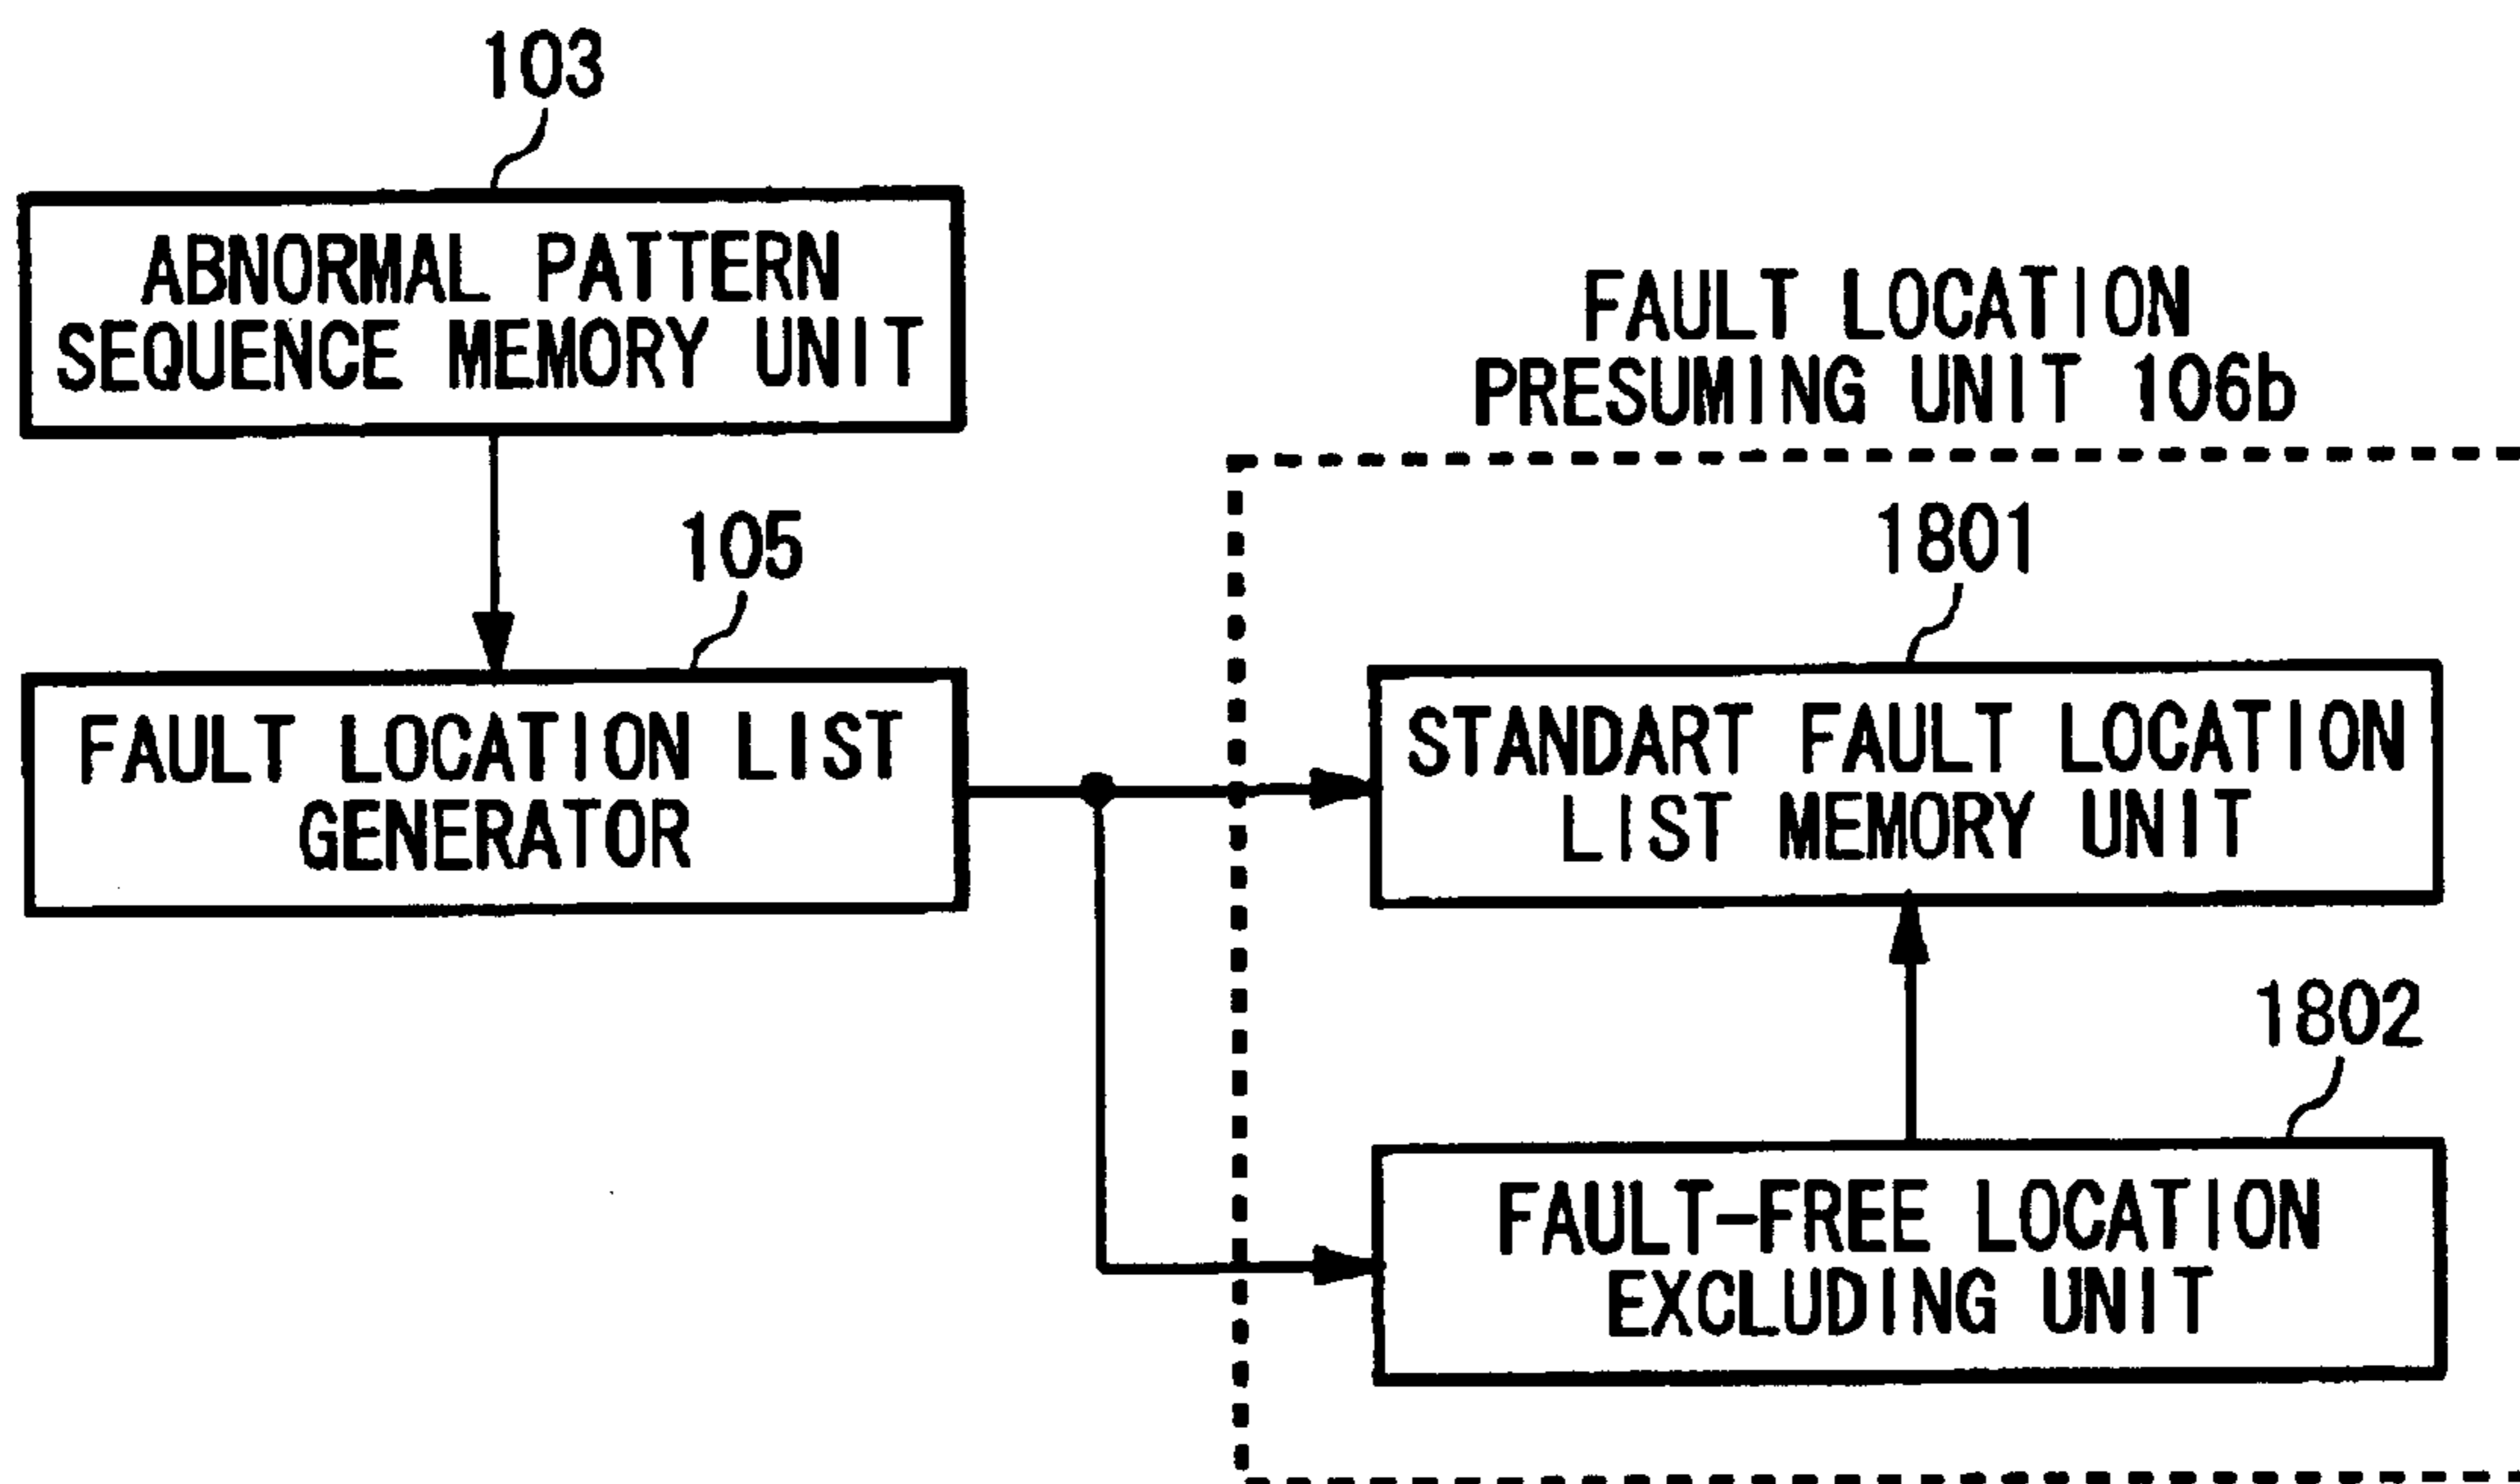 103
ABNORMAL PATTERN
SEQUENCE MEMORY UNIT
FAULT LOCATION
PRESUMING UNIT 106b
105
FAULT LOCATION LIST
GENERATOR
1801
STANDART FAULT LOCATION
LIST MEMORY UNIT
1802
FAULT-FREE LOCATION
EXCLUDING UNIT